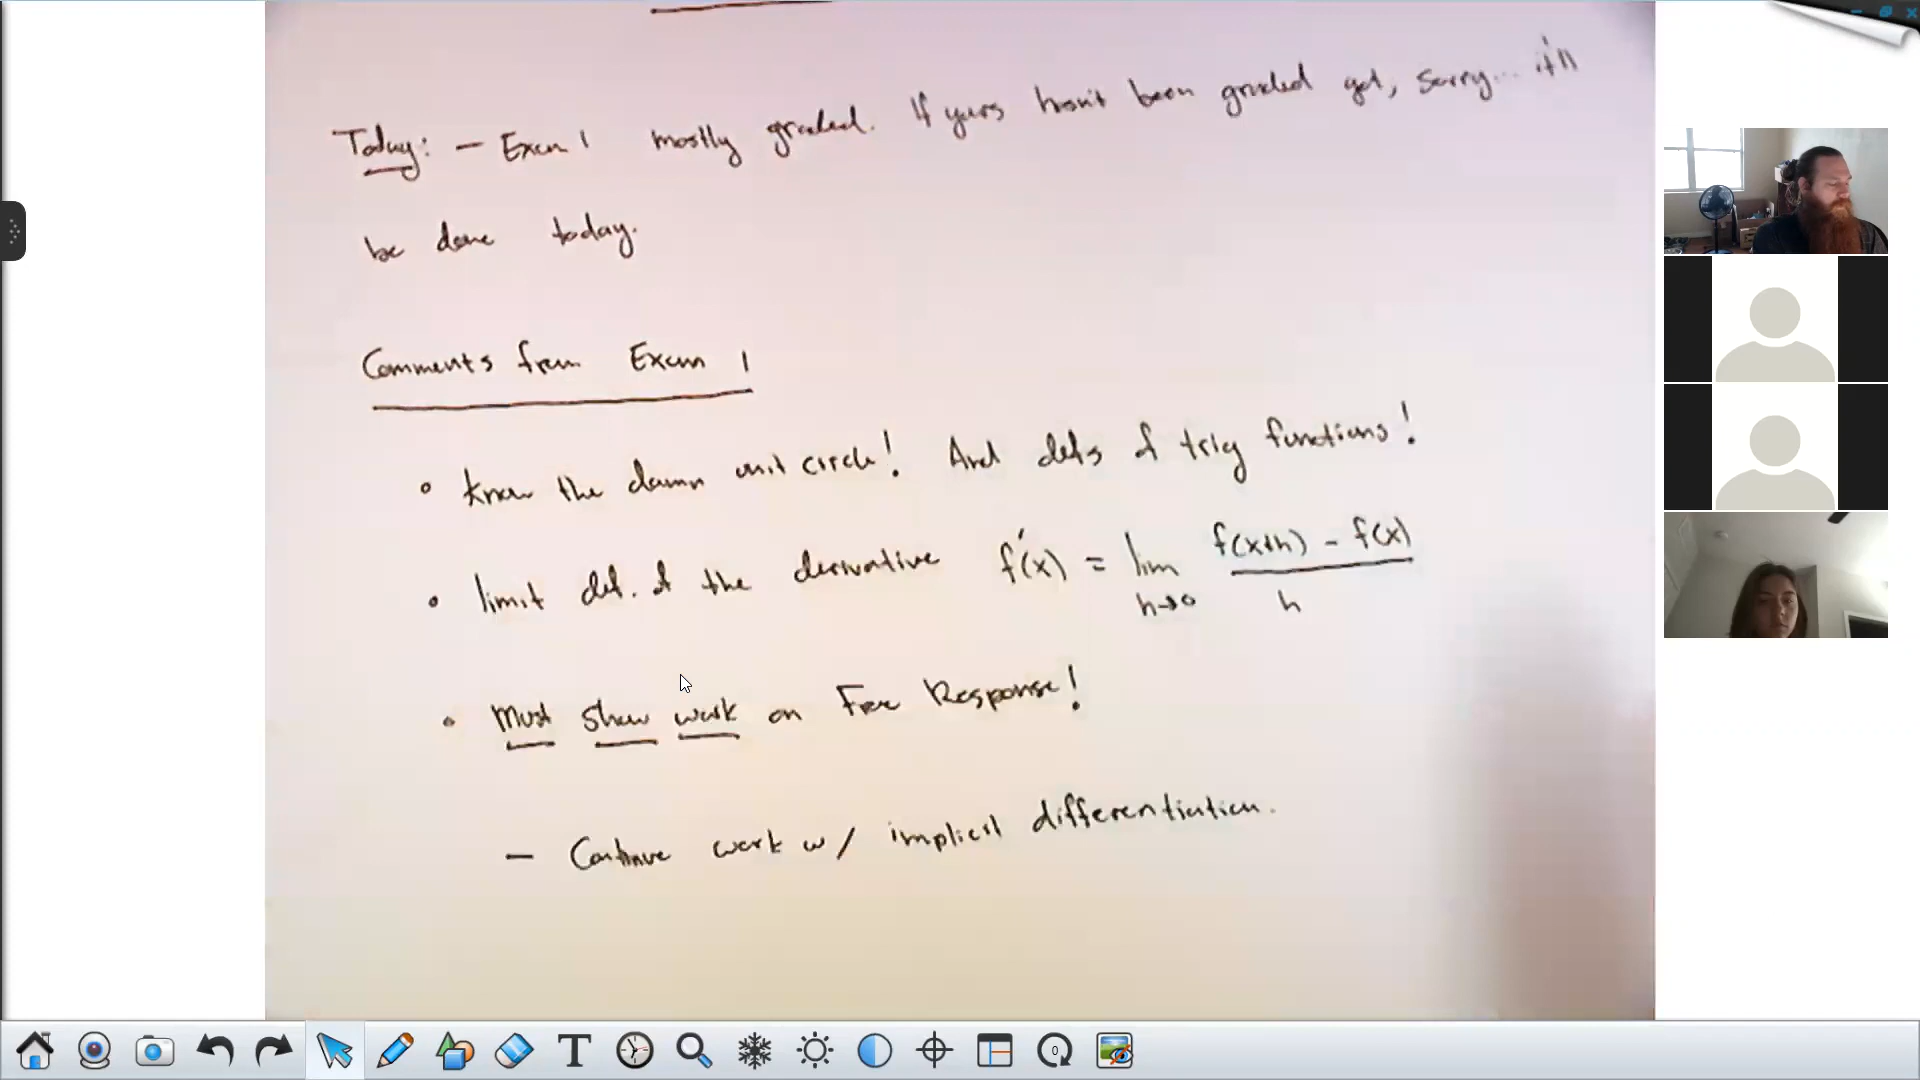 Today: - Exam 1 mostly graded. If yours hasn't been graded yet, sorry... it'll
be done today.
Comments from Exam 1
• Know the damn unit circle! And defs of trig functions!
• limit def. of the derivative f'(x) = lim h→0 f(x+h) - f(x) / h
• Must show work on Free Response!
- Continue work w/ implicit differentiation.
T
0